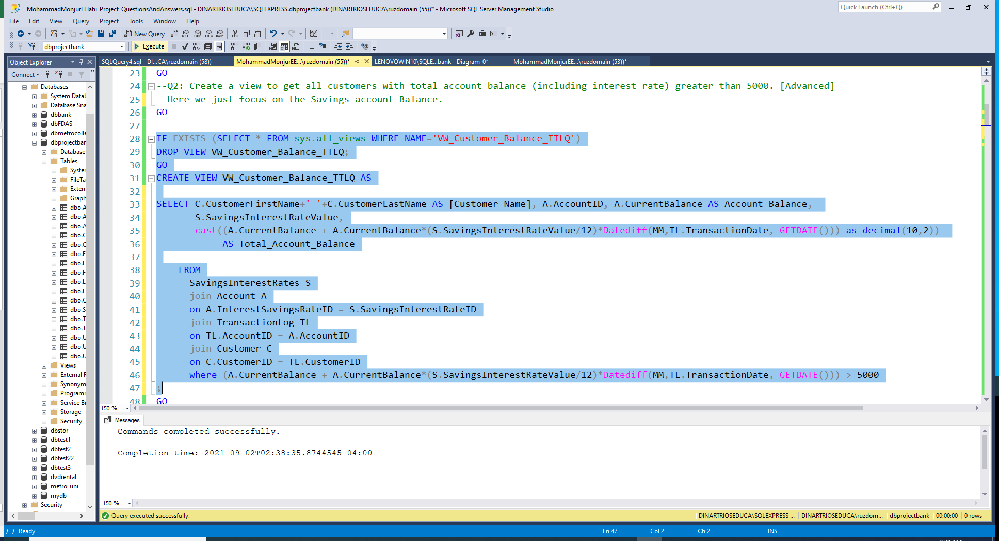 MohammadMonjurEElahi_Project_QuestionsAndAnswers.sql - DINARTRIOSEDUCA\SQLEXPRESS.dbprojectbank (DINARTRIOSEDUCA\ruzdomain (55))* - Microsoft SQL Server Management Studio
Quick Launch (Ctrl+Q)
File Edit View Query Project Tools Window Help
New Query
MDX DMX XMLA DAX
dbprojectbank
Execute
Object Explorer
SQLQuery4.sql - DI...CA\ruzdomain (58))
MohammadMonjurEE...\ruzdomain (55))*
LENOVOWIN10\SQLE...bank - Diagram_0*
MohammadMonjurEE...\ruzdomain (53))*
Connect
Databases
System Datab
Database Sna
dbbank
dbFDAS
dbmetrocolle
dbprojectbar
Database
Tables
System
FileTa
Extern
Graph
dbo.A
dbo.A
dbo.A
dbo.C
dbo.C
dbo.E
dbo.F
dbo.F
dbo.L
dbo.L
dbo.C
dbo.S
dbo.T
dbo.T
dbo.U
dbo.U
dbo.U
Views
External R
Synonym
Programm
Service Br
Storage
Security
dbstor
dbtest1
dbtest2
dbtest22
dbtest3
dvdrental
metro_uni
mydb
Security
23 GO
24 --Q2: Create a view to get all customers with total account balance (including interest rate) greater than 5000. [Advanced]
25 --Here we just focus on the Savings account Balance.
26 GO
27
28 IF EXISTS (SELECT * FROM sys.all_views WHERE NAME='VW_Customer_Balance_TTLQ')
29 DROP VIEW VW_Customer_Balance_TTLQ;
30 GO
31 CREATE VIEW VW_Customer_Balance_TTLQ AS
32
33 SELECT C.CustomerFirstName+' '+C.CustomerLastName AS [Customer Name], A.AccountID, A.CurrentBalance AS Account_Balance,
34 S.SavingsInterestRateValue,
35 cast((A.CurrentBalance + A.CurrentBalance*(S.SavingsInterestRateValue/12)*Datediff(MM,TL.TransactionDate, GETDATE())) as decimal(10,2))
36 AS Total_Account_Balance
37
38 FROM
39 SavingsInterestRates S
40 join Account A
41 on A.InterestSavingsRateID = S.SavingsInterestRateID
42 join TransactionLog TL
43 on TL.AccountID = A.AccountID
44 join Customer C
45 on C.CustomerID = TL.CustomerID
46 where (A.CurrentBalance + A.CurrentBalance*(S.SavingsInterestRateValue/12)*Datediff(MM,TL.TransactionDate, GETDATE())) > 5000
47 ;
48 GO
150 %
Messages
Commands completed successfully.
Completion time: 2021-09-02T02:38:35.8744545-04:00
150 %
Query executed successfully.
DINARTRIOSEDUCA\SQLEXPRESS ... DINARTRIOSEDUCA\ruzdom... dbprojectbank 00:00:00 0 rows
Ready
Ln 47 Col 2 Ch 2 INS